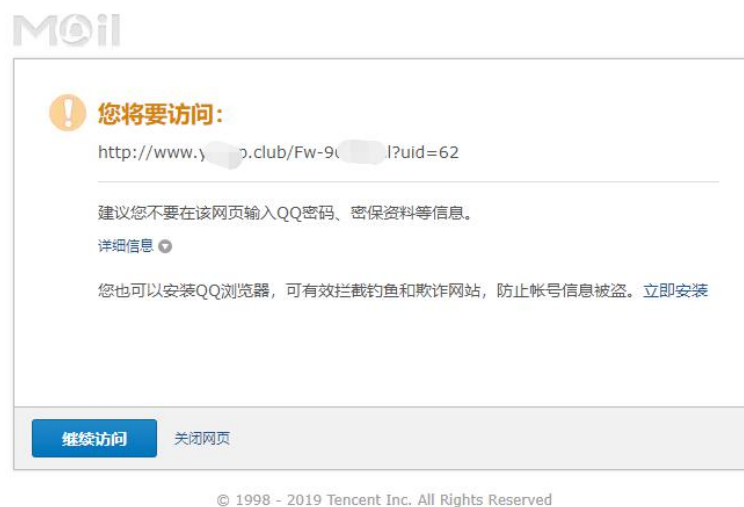 M@il
您将要访问：
http://www.y p.club/Fw-9 l?uid=62
建议您不要在该网页输入QQ密码、密保资料等信息。
详细信息
您也可以安装QQ浏览器，可有效拦截钓鱼和欺诈网站，防止帐号信息被盗。立即安装
继续访问 关闭网页
© 1998 - 2019 Tencent Inc. All Rights Reserved